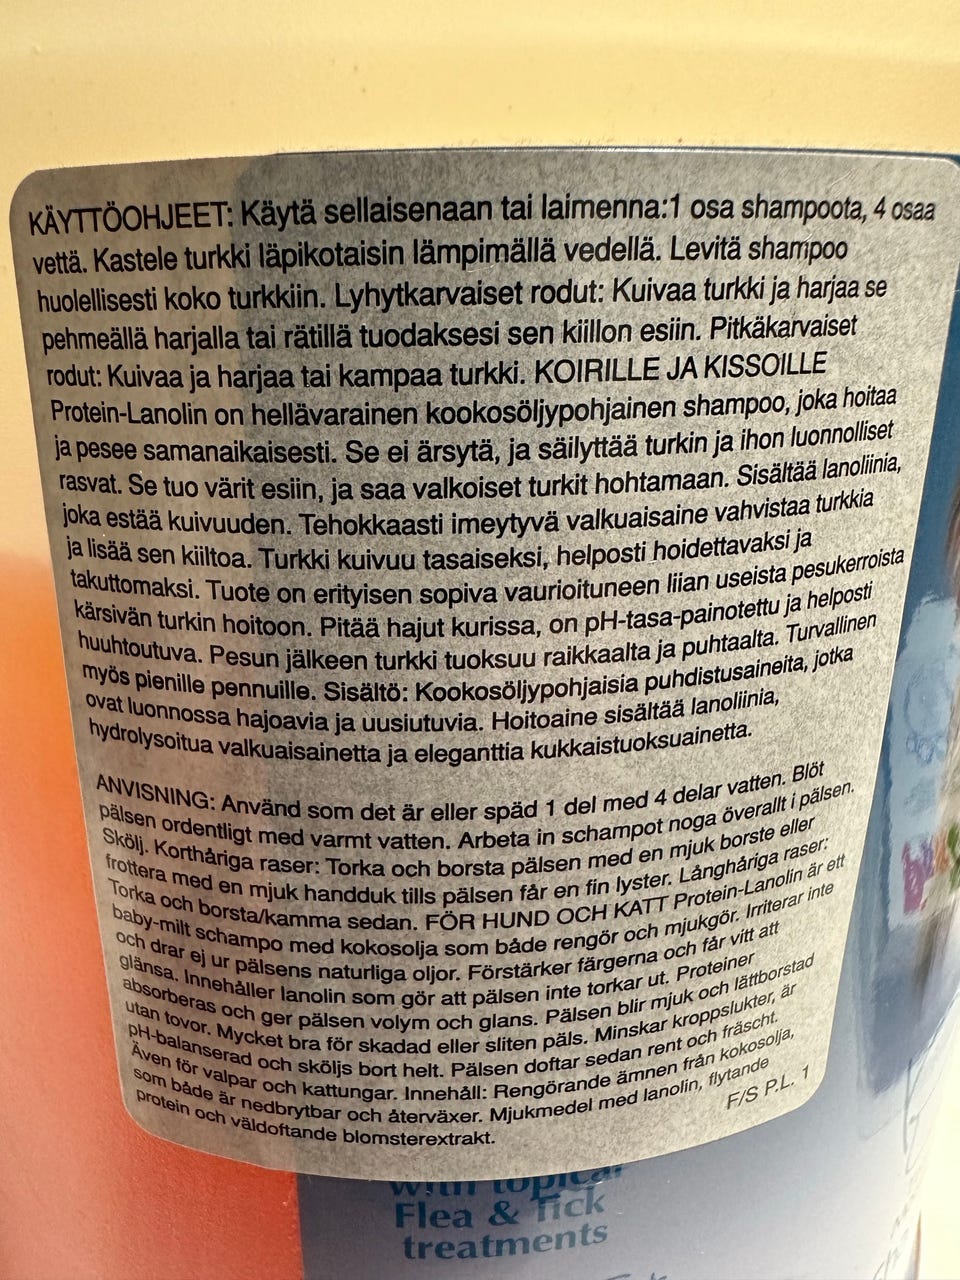 KÄYTTÖOHJEET: Käytä sellaisenaan tai laimenna:1 osa shampoota, 4 osaa
vettä. Kastele turkki läpikotaisin lämpimällä vedellä. Levitä shampoo
huolellisesti koko turkkiin. Lyhytkarvaiset rodut: Kuivaa turkki ja harjaa se
pehmeällä harjalla tai rätillä tuodaksesi sen kiillon esiin. Pitkäkarvaiset
rodut: Kuivaa ja harjaa tai kampaa turkki. KOIRILLE JA KISSOILLE
Protein-Lanolin on hellävarainen kookosöljypohjainen shampoo, joka hoitaa
ja pesee samanaikaisesti. Se ei ärsytä, ja säilyttää turkin ja ihon luonnolliset
rasvat. Se tuo värit esiin, ja saa valkoiset turkit hohtamaan. Sisältää lanoliinia,
joka estää kuivuuden. Tehokkaasti imeytyvä valkuaisaine vahvistaa turkkia
ja lisää sen kiiltoa. Turkki kuivuu tasaiseksi, helposti hoidettavaksi ja
takuttomaksi. Tuote on erityisen sopiva vaurioituneen liian useista pesukerroista
kärsivän turkin hoitoon. Pitää hajut kurissa, on pH-tasa-painotettu ja helposti
huuhtoutuva. Pesun jälkeen turkki tuoksuu raikkaalta ja puhtaalta. Turvallinen
myös pienille pennuille. Sisältö: Kookosöljypohjaisia puhdistusaineita, jotka
ovat luonnossa hajoavia ja uusiutuvia. Hoitoaine sisältää lanoliinia,
hydrolysoitua valkuaisainetta ja eleganttia kukkaistuoksuainetta.
ANVISNING: Använd som det är eller späd 1 del med 4 delar vatten. Blöt
pälsen ordentligt med varmt vatten. Arbeta in schampot noga överallt i pälsen.
Skölj. Korthåriga raser: Torka och borsta pälsen med en mjuk borste eller
frottera med en mjuk handduk tills pälsen får en fin lyster. Långhåriga raser:
Torka och borsta/kamma sedan. FÖR HUND OCH KATT Protein-Lanolin är ett
baby-milt schampo med kokosolja som både rengör och mjukgör. Irriterar inte
och drar ej ur pälsens naturliga oljor. Förstärker färgerna och får vitt att
glänsa. Innehåller lanolin som gör att pälsen inte torkar ut. Proteiner
absorberas och ger pälsen volym och glans. Pälsen blir mjuk och lättborstad
utan tovor. Mycket bra för skadad eller sliten päls. Minskar kroppslukter, är
pH-balanserad och sköljs bort helt. Pälsen doftar sedan rent och fräscht.
Även för valpar och kattungar. Innehåll: Rengörande ämnen från kokosolja,
som både är nedbrytbar och återväxer. Mjukmedel med lanolin, flytande
protein och väldoftande blomsterextrakt.
F/S P.L. 1
with topical
Flea & Tick
treatments